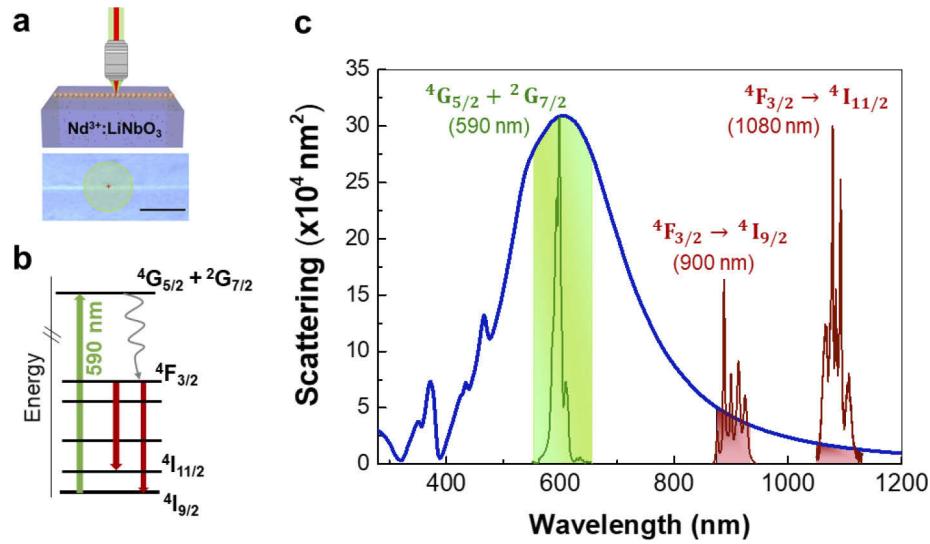 a
Nd³⁺:LiNbO₃
b
⁴G₅/₂ + ²G₇/₂
590 nm
Energy
⁴F₃/₂
⁴I₁₁/₂
⁴I₉/₂
c
35
30
25
20
15
10
5
0
Scattering (x10⁴ nm²)
⁴G₅/₂ + ²G₇/₂
(590 nm)
⁴F₃/₂ → ⁴I₁₁/₂
(1080 nm)
⁴F₃/₂ → ⁴I₉/₂
(900 nm)
400 600 800 1000 1200
Wavelength (nm)